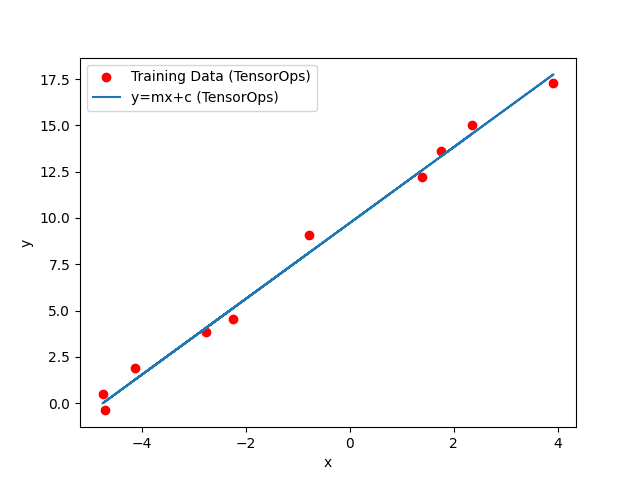 Training Data (TensorOps)
y=mx+c (TensorOps)
17.5
15.0
12.5
10.0
7.5
5.0
2.5
0.0
y
−4 −2 0 2 4
x